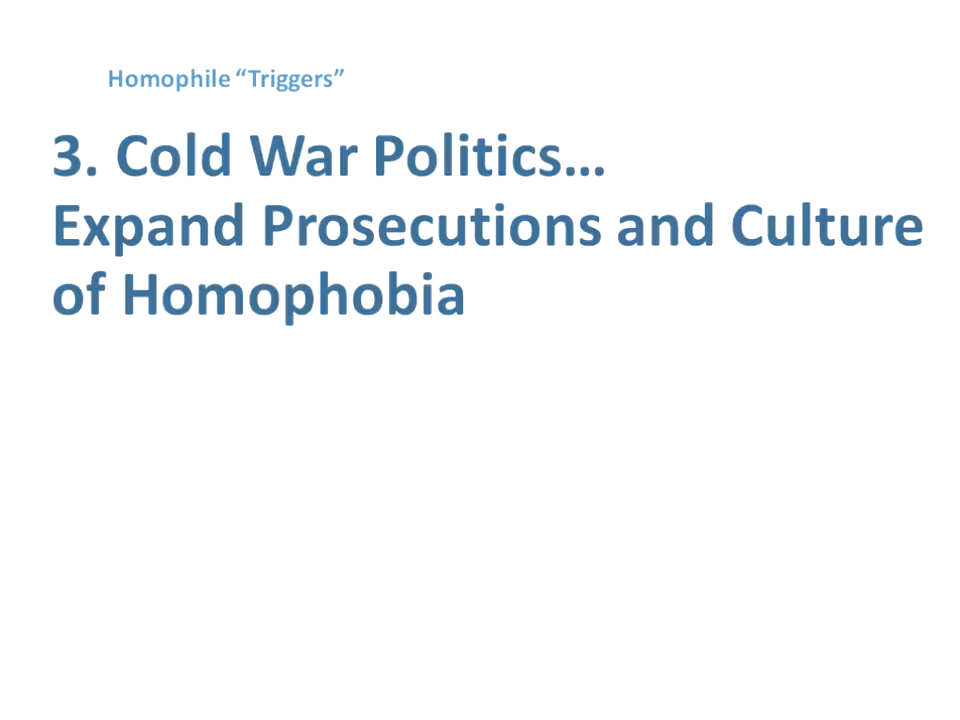 Homophile “Triggers”
3. Cold War Politics…
Expand Prosecutions and Culture
of Homophobia